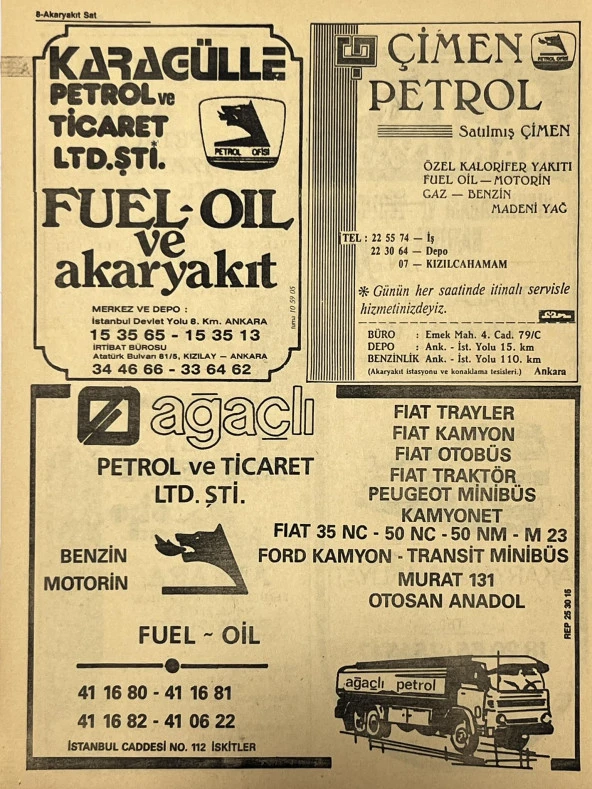 8-Akaryakıt Sat
KARAGÜLLE
PETROL ve
TİCARET
LTD.ŞTİ.
PETROL OFİSİ
FUEL-OIL
ve
akaryakıt
MERKEZ VE DEPO :
İstanbul Devlet Yolu 8. Km. ANKARA
15 35 65 - 15 35 13
İRTİBAT BÜROSU
Atatürk Bulvarı 81/5, KIZILAY — ANKARA
34 46 66 - 33 64 62
tunu 10 59 05
ÇİMEN
PETROL OFİSİ
PETROL
Satılmış ÇİMEN
ÖZEL KALORİFER YAKITI
FUEL OIL — MOTORİN
GAZ — BENZİN
MADENİ YAĞ
TEL : 22 55 74 — İş
22 30 64 — Depo
07 — KIZILCAHAMAM
* Günün her saatinde itinalı servisle
hizmetinizdeyiz.
BÜRO : Emek Mah. 4. Cad. 79/C
DEPO : Ank. - İst. Yolu 15. km
BENZİNLİK Ank. - İst. Yolu 110. km
(Akaryakıt istasyonu ve konaklama tesisleri.) Ankara
ağaçlı
PETROL ve TİCARET
LTD. ŞTİ.
BENZİN
MOTORİN
FUEL ~ OİL
41 16 80 - 41 16 81
41 16 82 - 41 06 22
İSTANBUL CADDESİ NO. 112 İSKİTLER
FIAT TRAYLER
FIAT KAMYON
FIAT OTOBÜS
FIAT TRAKTÖR
PEUGEOT MİNİBÜS
KAMYONET
FIAT 35 NC - 50 NC - 50 NM - M 23
FORD KAMYON - TRANSİT MİNİBÜS
MURAT 131
OTOSAN ANADOL
REP 25 30 15
ağaçlı petrol